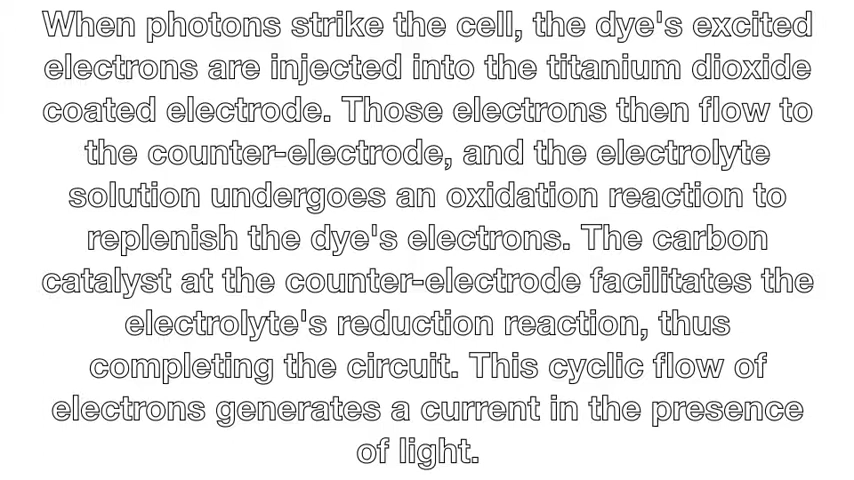 When photons strike the cell, the dye's excited
electrons are injected into the titanium dioxide
coated electrode. Those electrons then flow to
the counter-electrode, and the electrolyte
solution undergoes an oxidation reaction to
replenish the dye's electrons. The carbon
catalyst at the counter-electrode facilitates the
electrolyte's reduction reaction, thus
completing the circuit. This cyclic flow of
electrons generates a current in the presence
of light.